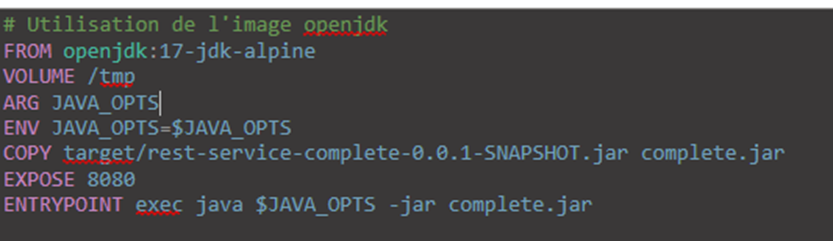 # Utilisation de l'image openjdk
FROM openjdk:17-jdk-alpine
VOLUME /tmp
ARG JAVA_OPTS
ENV JAVA_OPTS=$JAVA_OPTS
COPY target/rest-service-complete-0.0.1-SNAPSHOT.jar complete.jar
EXPOSE 8080
ENTRYPOINT exec java $JAVA_OPTS -jar complete.jar